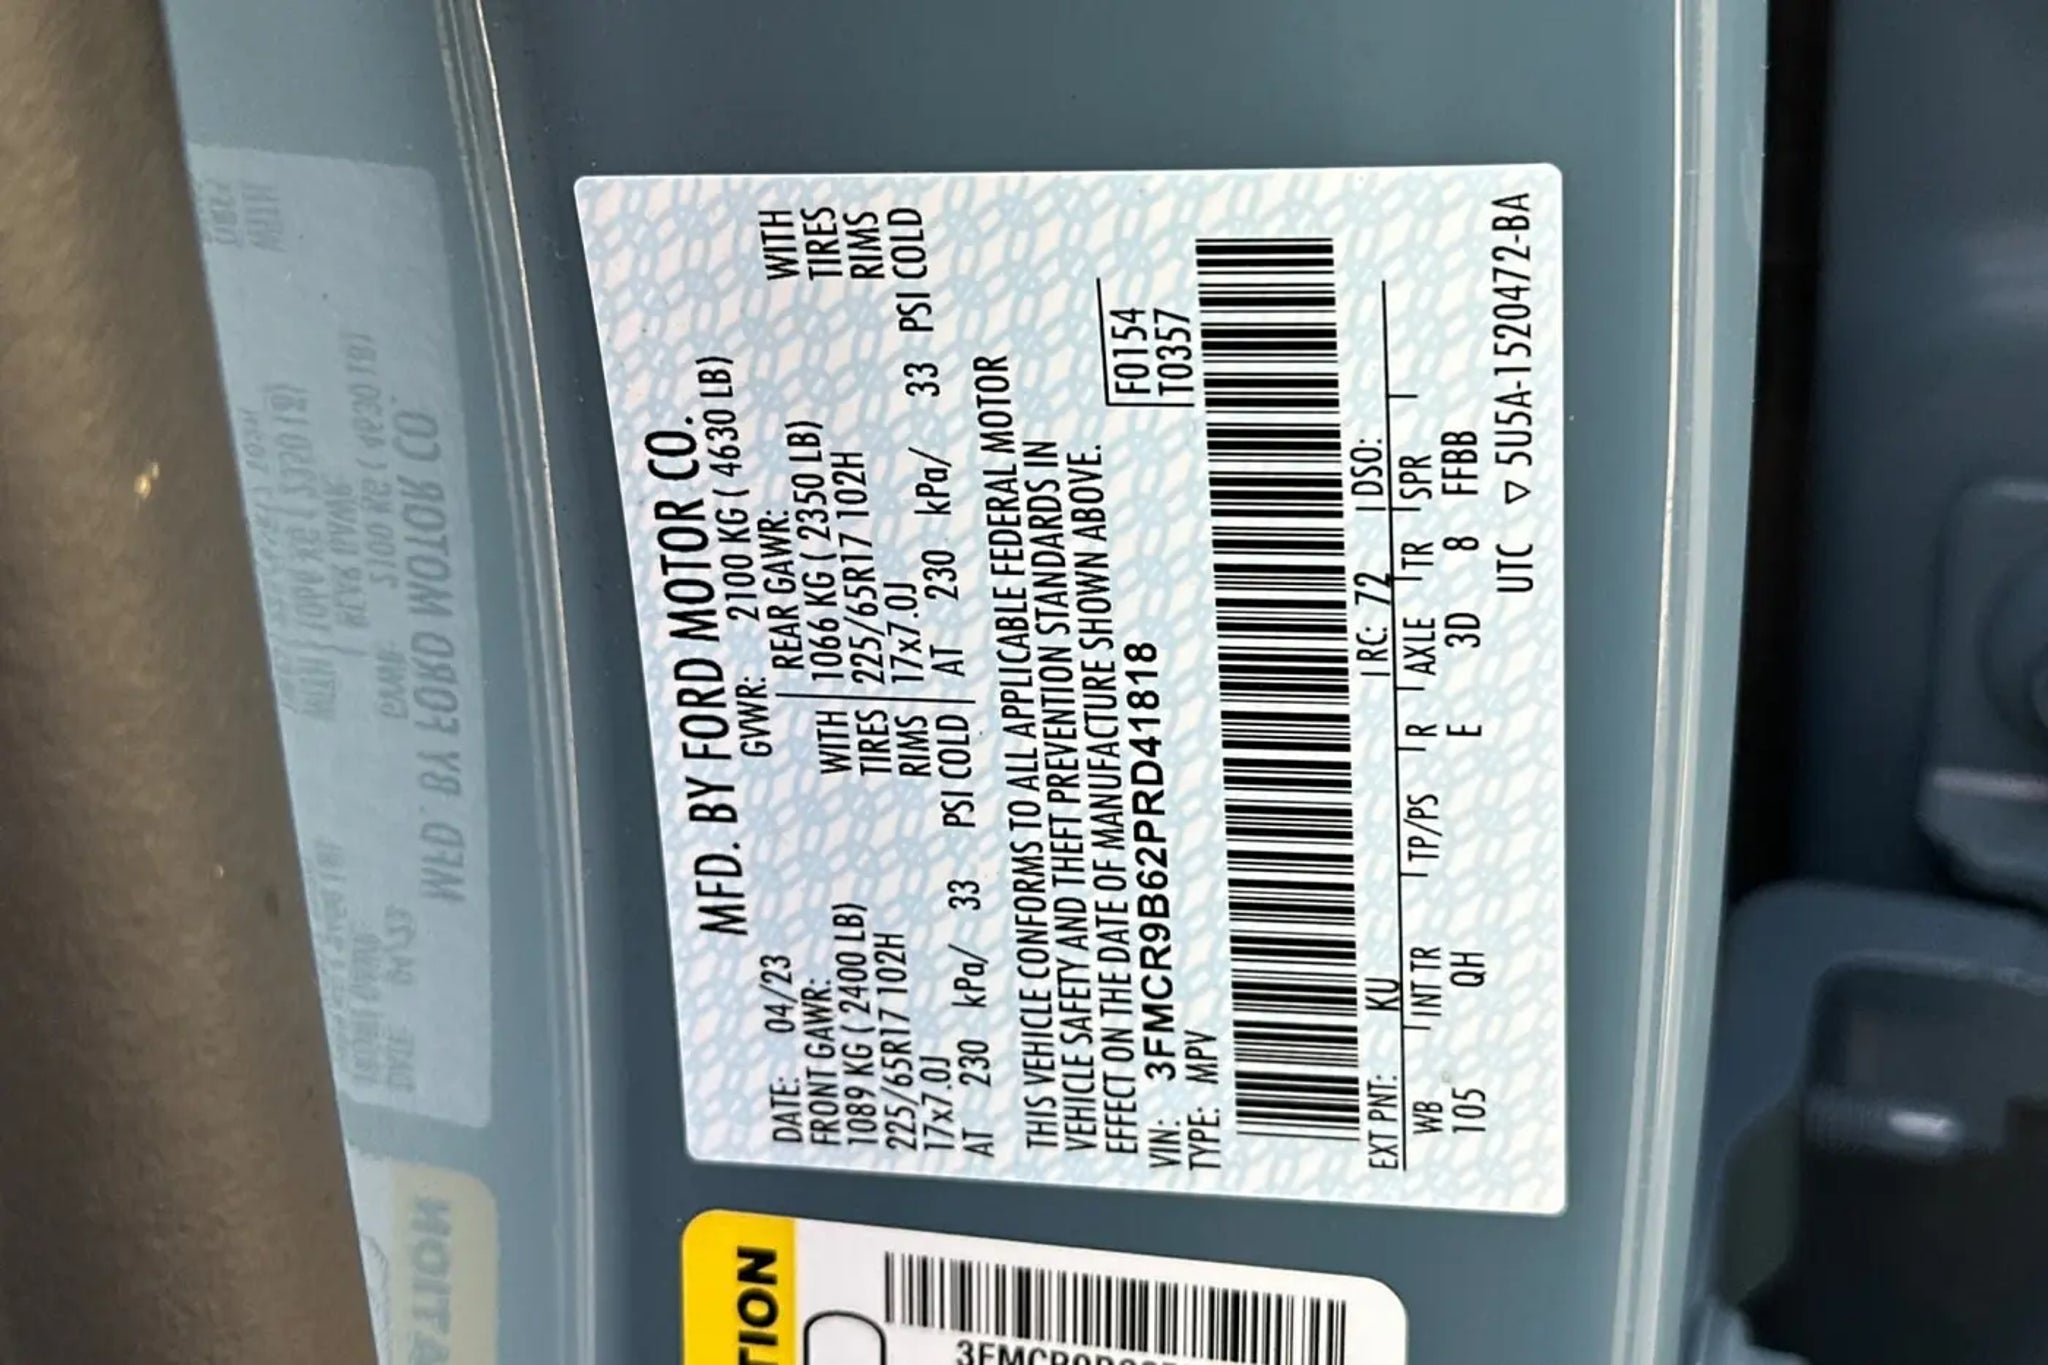 MFD. BY FORD MOTOR CO.
DATE: 04/23 GVWR: 2100 KG ( 4630 LB)
FRONT GAWR: REAR GAWR:
1089 KG ( 2400 LB) WITH 1066 KG ( 2350 LB) WITH
225/65R17 102H TIRES 225/65R17 102H TIRES
17x7.0J RIMS 17x7.0J RIMS
AT 230 kPa/ 33 PSI COLD AT 230 kPa/ 33 PSI COLD
THIS VEHICLE CONFORMS TO ALL APPLICABLE FEDERAL MOTOR
VEHICLE SAFETY AND THEFT PREVENTION STANDARDS IN
EFFECT ON THE DATE OF MANUFACTURE SHOWN ABOVE.
VIN: 3FMCR9B62PRD41818 F0154
TYPE: MPV T0357
EXT PNT: KU RC: 72 DSO:
WB INT TR TP/PS R AXLE TR SPR
105 QH E 3D 8 FFBB
UTC ▽ 5U5A-1520472-BA
TION